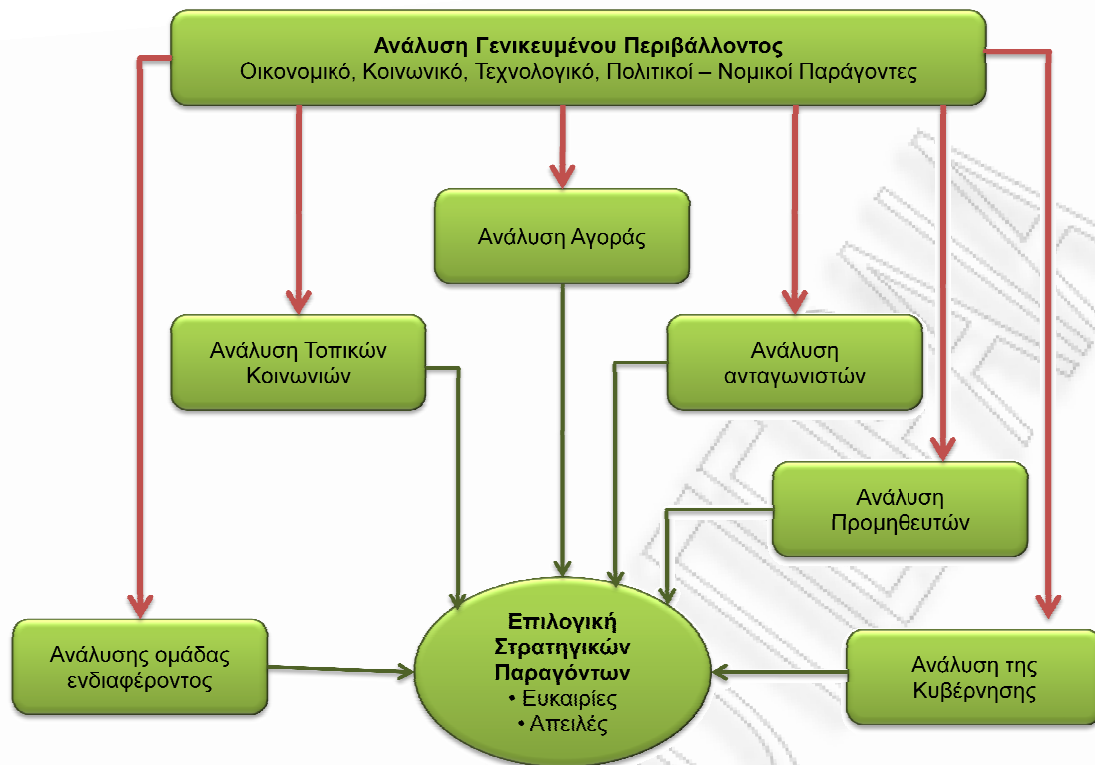 Ανάλυση Γενικευμένου Περιβάλλοντος
Οικονομικό, Κοινωνικό, Τεχνολογικό, Πολιτικοί – Νομικοί Παράγοντες
Ανάλυση Αγοράς
Ανάλυση Τοπικών
Κοινωνιών
Ανάλυση
ανταγωνιστών
Ανάλυση
Προμηθευτών
Ανάλυσης ομάδας
ενδιαφέροντος
Επιλογική
Στρατηγικών
Παραγόντων
• Ευκαιρίες
• Απειλές
Ανάλυση της
Κυβέρνησης